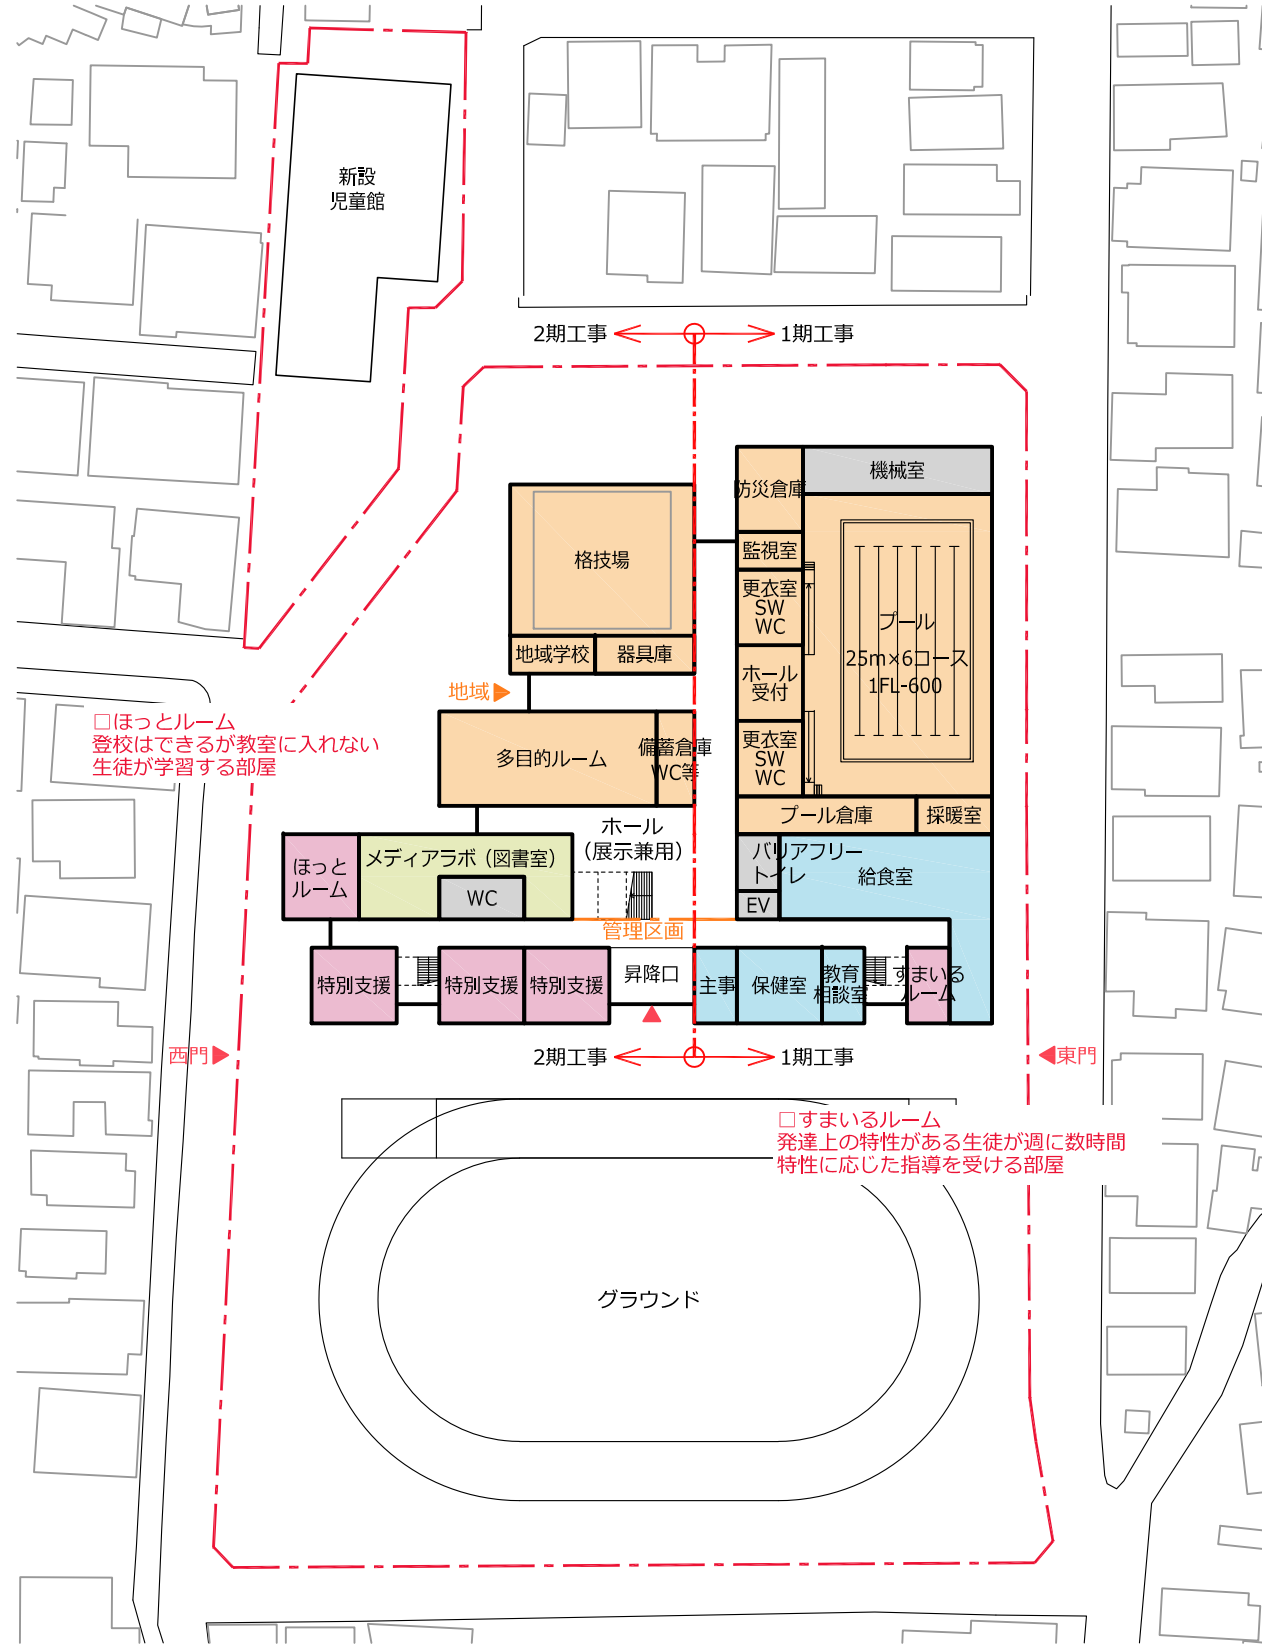 新設
児童館
2期工事
1期工事
機械室
防災倉庫
格技場
監視室
更衣室
SW
WC
プール
25m×6コース
1FL-600
地域学校
器具庫
ホール
受付
地域
□ほっとルーム
登校はできるが教室に入れない
生徒が学習する部屋
多目的ルーム
備蓄倉庫
WC等
更衣室
SW
WC
プール倉庫
採暖室
ホール
（展示兼用）
ほっと
ルーム
メディアラボ（図書室）
WC
バリアフリー
トイレ
給食室
EV
管理区画
特別支援
特別支援
特別支援
昇降口
主事
保健室
教育
相談室
すまいる
ルーム
西門
2期工事
1期工事
東門
□すまいるルーム
発達上の特性がある生徒が週に数時間
特性に応じた指導を受ける部屋
グラウンド